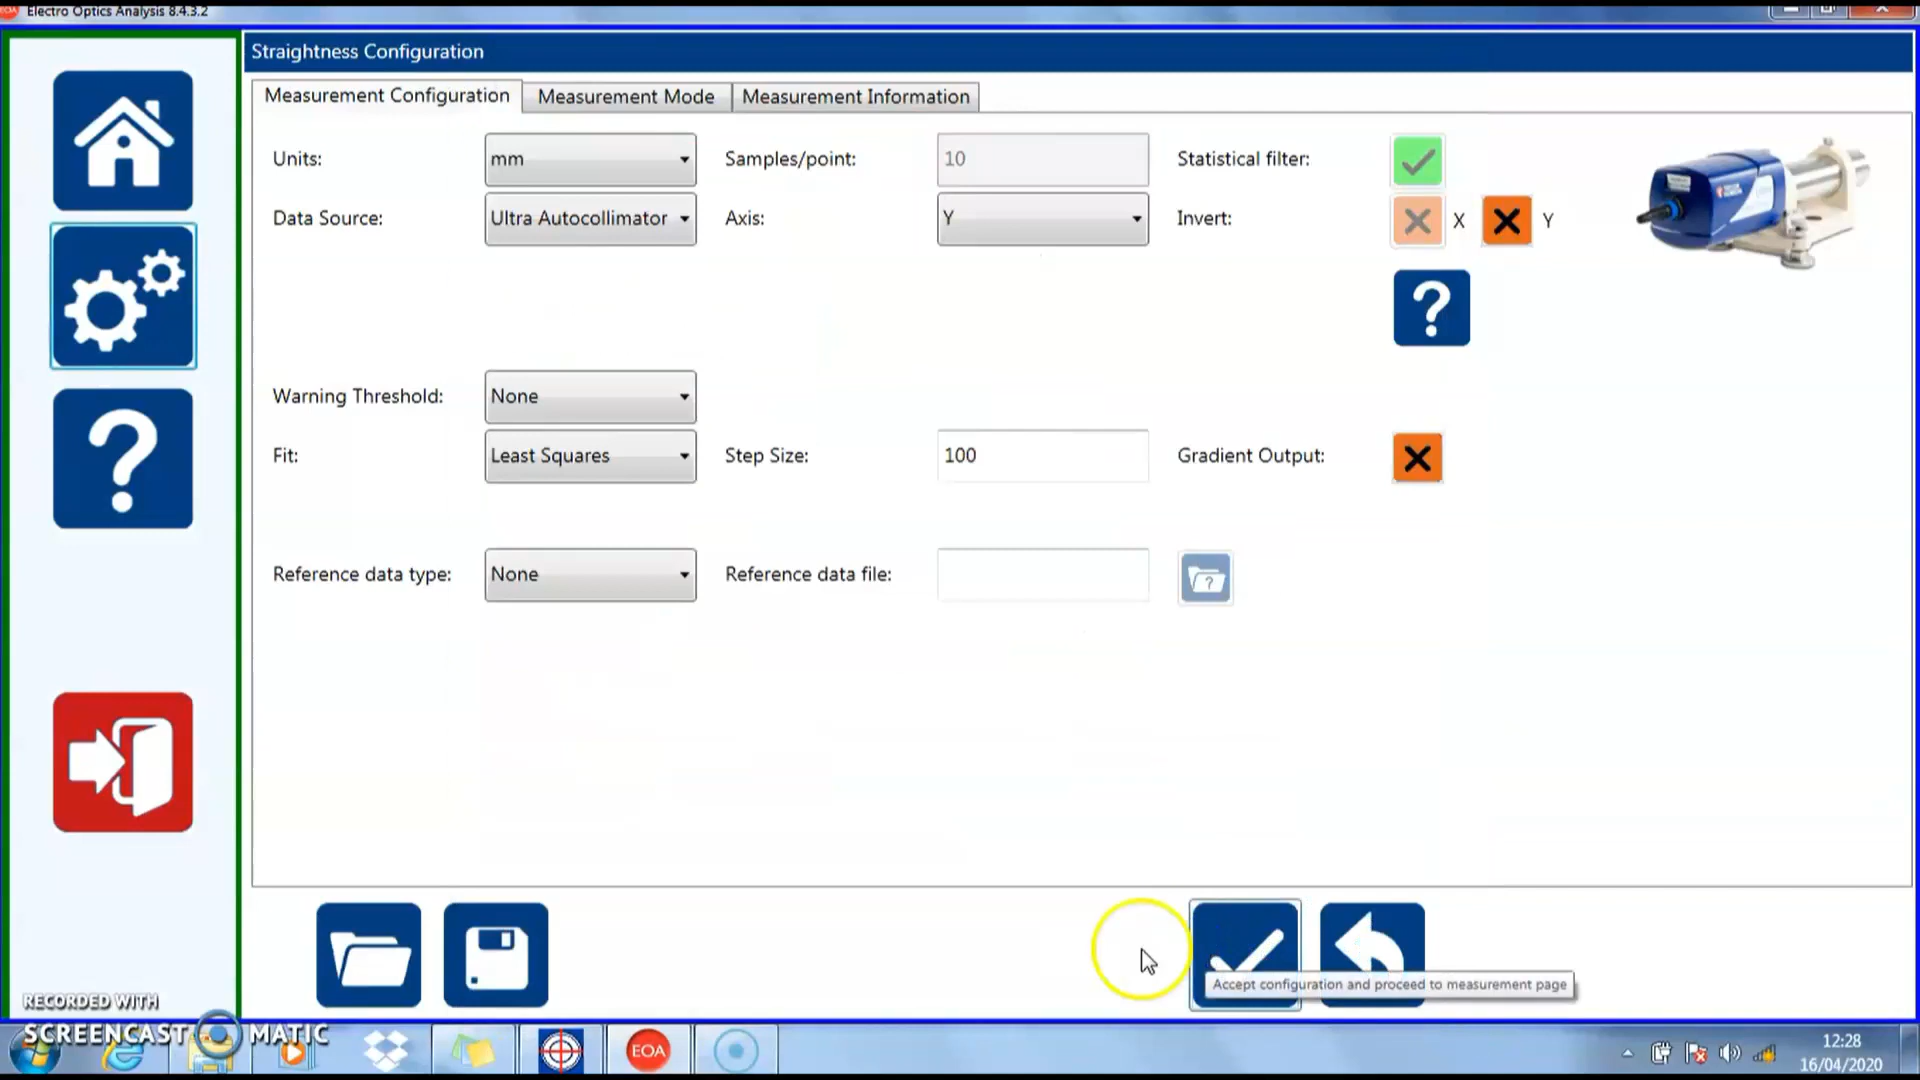 Electro Optics Analysis 8.4.3.2
Straightness Configuration
Measurement Configuration Measurement Mode Measurement Information
Units: mm Samples/point: 10 Statistical filter:
Data Source: Ultra Autocollimator Axis: Y Invert: X Y
Warning Threshold: None
Fit: Least Squares Step Size: 100 Gradient Output:
Reference data type: None Reference data file:
Accept configuration and proceed to measurement page
RECORDED WITH
SCREENCAST MATIC
EOA
12:28
16/04/2020